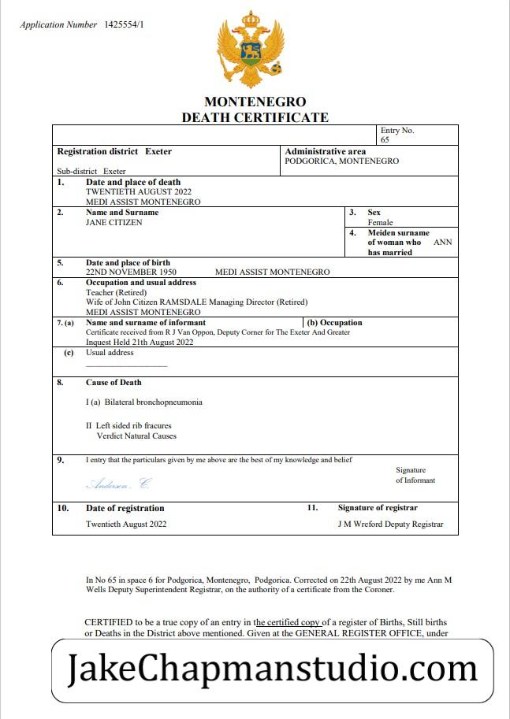 Application Number 1425554/1
MONTENEGRO
DEATH CERTIFICATE
Entry No.
65
Registration district Exeter
Sub-district Exeter
Administrative area
PODGORICA, MONTENEGRO
1. Date and place of death
TWENTIETH AUGUST 2022
MEDI ASSIST MONTENEGRO
2. Name and Surname
JANE CITIZEN
3. Sex
Female
4. Meiden surname
of woman who ANN
has married
5. Date and place of birth
22ND NOVEMBER 1950 MEDI ASSIST MONTENEGRO
6. Occupation and usual address
Teacher (Retired)
Wife of John Citizen RAMSDALE Managing Director (Retired)
MEDI ASSIST MONTENEGRO
7. (a) Name and surname of informant (b) Occupation
Certificate received from R J Van Oppon, Deputy Corner for The Exeter And Greater
Inquest Held 21th August 2022
(c) Usual address
8. Cause of Death
I (a) Bilateral bronchopneumonia
II Left sided rib fracures
Verdict Natural Causes
9. I entry that the particulars given by me above are the best of my knowledge and belief
Anderson C.
Signature
of Informant
10. Date of registration 11. Signature of registrar
Twentieth August 2022 J M Wreford Deputy Registrar
In No 65 in space 6 for Podgorica, Montenegro, Podgorica. Corrected on 22th August 2022 by me Ann M
Wells Deputy Superintendent Registrar, on the authority of a certificate from the Coroner.
CERTIFIED to be a true copy of an entry in the certified copy of a register of Births, Still births
or Deaths in the District above mentioned. Given at the GENERAL REGISTER OFFICE, under
JakeChapmanstudio.com